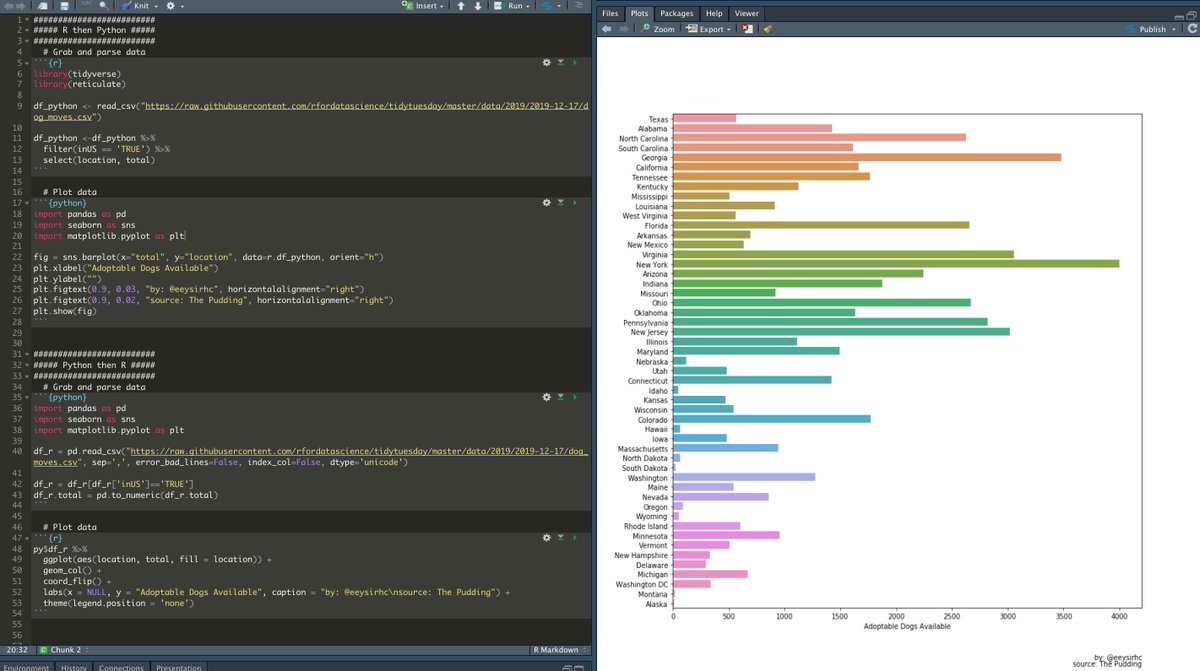 ABC
Knit
Insert
Run
1 #########################
2 ##### R then Python #####
3 #########################
4 # Grab and parse data
5 ```{r}
6 library(tidyverse)
7 library(reticulate)
8
9 df_python <- read_csv("https://raw.githubusercontent.com/rfordatascience/tidytuesday/master/data/2019/2019-12-17/d
og_moves.csv")
10
11 df_python <-df_python %>%
12 filter(inUS == 'TRUE') %>%
13 select(location, total)
14 ```
15
16 # Plot data
17 ```{python}
18 import pandas as pd
19 import seaborn as sns
20 import matplotlib.pyplot as plt
21
22 fig = sns.barplot(x="total", y="location", data=r.df_python, orient="h")
23 plt.xlabel("Adoptable Dogs Available")
24 plt.ylabel("")
25 plt.figtext(0.9, 0.03, "by: @eeysirhc", horizontalalignment="right")
26 plt.figtext(0.9, 0.02, "source: The Pudding", horizontalalignment="right")
27 plt.show(fig)
28 ```
29
30
31 #########################
32 ##### Python then R #####
33 #########################
34 # Grab and parse data
35 ```{python}
36 import pandas as pd
37 import seaborn as sns
38 import matplotlib.pyplot as plt
39
40 df_r = pd.read_csv("https://raw.githubusercontent.com/rfordatascience/tidytuesday/master/data/2019/2019-12-17/dog_
moves.csv", sep=',', error_bad_lines=False, index_col=False, dtype='unicode')
41
42 df_r = df_r[df_r['inUS']=='TRUE']
43 df_r.total = pd.to_numeric(df_r.total)
44 ```
45
46 # Plot data
47 ```{r}
48 py$df_r %>%
49 ggplot(aes(location, total, fill = location)) +
50 geom_col() +
51 coord_flip() +
52 labs(x = NULL, y = "Adoptable Dogs Available", caption = "by: @eeysirhc\nsource: The Pudding") +
53 theme(legend.position = 'none')
54 ```
55
56
20:32 Chunk 2 R Markdown
Environment History Connections Presentation
Files Plots Packages Help Viewer
Zoom Export Publish
Texas
Alabama
North Carolina
South Carolina
Georgia
California
Tennessee
Kentucky
Mississippi
Louisiana
West Virginia
Florida
Arkansas
New Mexico
Virginia
New York
Arizona
Indiana
Missouri
Ohio
Oklahoma
Pennsylvania
New Jersey
Illinois
Maryland
Nebraska
Utah
Connecticut
Idaho
Kansas
Wisconsin
Colorado
Hawaii
Iowa
Massachusetts
North Dakota
South Dakota
Washington
Maine
Nevada
Oregon
Wyoming
Rhode Island
Minnesota
Vermont
New Hampshire
Delaware
Michigan
Washington DC
Montana
Alaska
0 500 1000 1500 2000 2500 3000 3500 4000
Adoptable Dogs Available
by: @eeysirhc
source: The Pudding